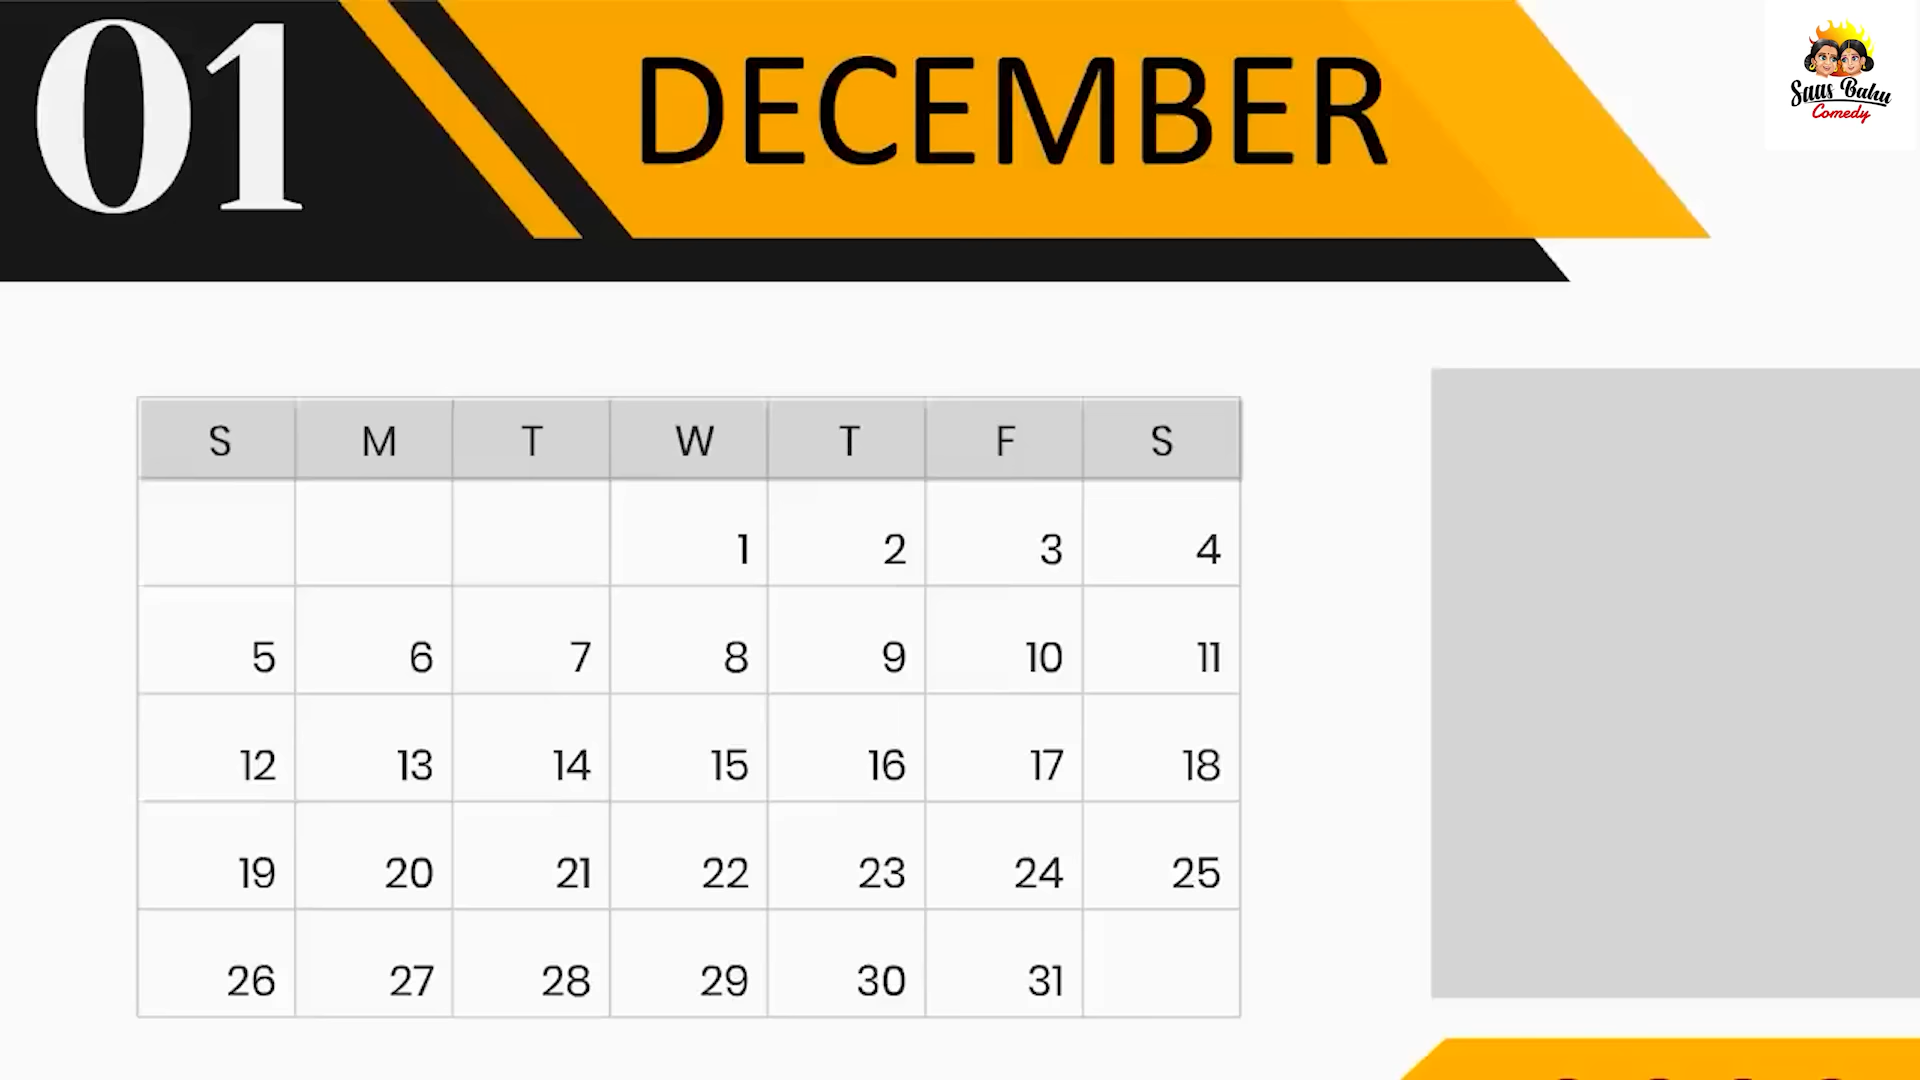 01
DECEMBER
Saas Bahu
Comedy
S M T W T F S
1 2 3 4
5 6 7 8 9 10 11
12 13 14 15 16 17 18
19 20 21 22 23 24 25
26 27 28 29 30 31